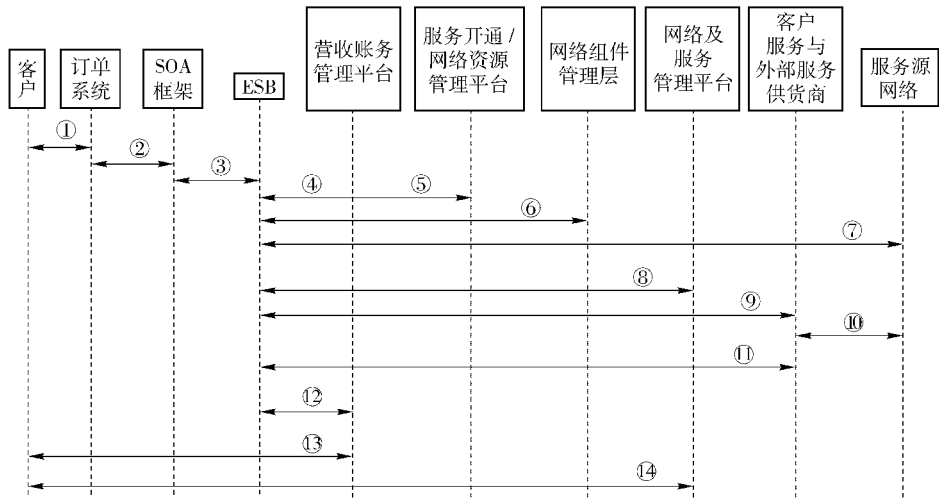 客
户
订单
系统
SOA
框架
ESB
营收账务
管理平台
服务开通/
网络资源
管理平台
网络组件
管理层
网络及
服务
管理平台
客户
服务与
外部服务
供货商
服务源
网络
①
②
③
④
⑤
⑥
⑦
⑧
⑨
⑩
⑪
⑫
⑬
⑭